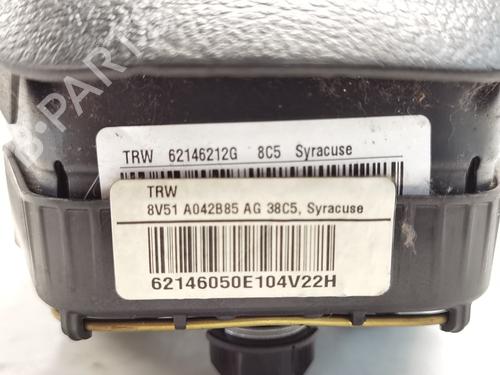 B-PARTS
TRW 62146212G 8C5 Syracuse
TRW
8V51 A042B85 AG 38C5, Syracuse
62146050E104V22H